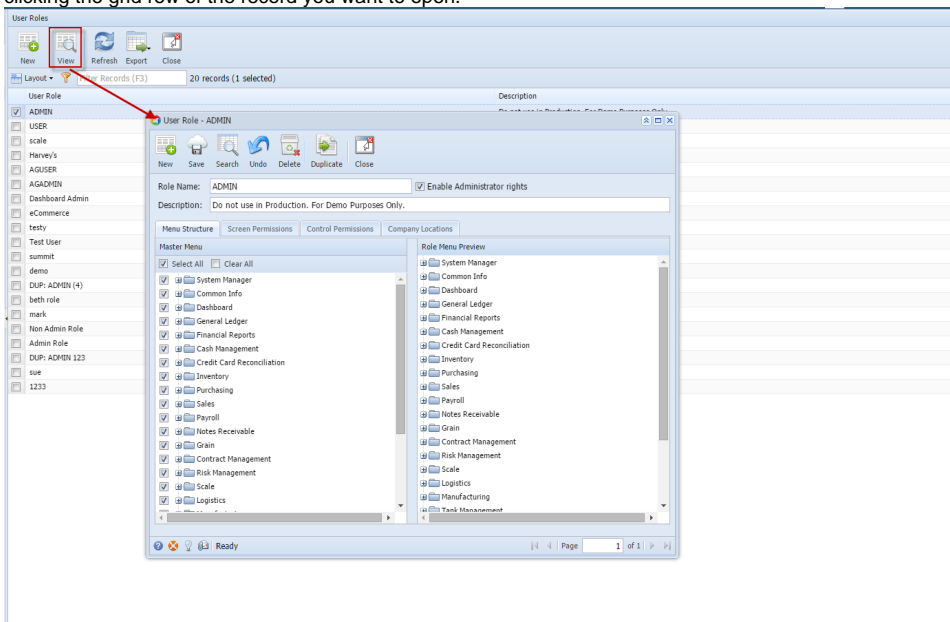 clicking the grid row of the record you want to open.
User Roles
New View Refresh Export Close
Layout Filter Records (F3) 20 records (1 selected)
User Role Description
ADMIN Do not use in Production. For Demo Purposes Only.
USER
scale
Harvey's
AGUSER
AGADMIN
Dashboard Admin
eCommerce
testy
Test User
summit
demo
DUP: ADMIN (4)
beth role
mark
Non Admin Role
Admin Role
DUP: ADMIN 123
sue
1233
User Role - ADMIN
New Save Search Undo Delete Duplicate Close
Role Name: ADMIN Enable Administrator rights
Description: Do not use in Production. For Demo Purposes Only.
Menu Structure Screen Permissions Control Permissions Company Locations
Master Menu
Select All Clear All
System Manager
Common Info
Dashboard
General Ledger
Financial Reports
Cash Management
Credit Card Reconciliation
Inventory
Purchasing
Sales
Payroll
Notes Receivable
Grain
Contract Management
Risk Management
Scale
Logistics
Role Menu Preview
System Manager
Common Info
Dashboard
General Ledger
Financial Reports
Cash Management
Credit Card Reconciliation
Inventory
Purchasing
Sales
Payroll
Notes Receivable
Grain
Contract Management
Risk Management
Scale
Logistics
Manufacturing
Tank Management
Ready Page 1 of 1